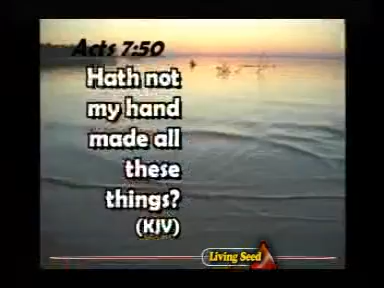 Acts 7:50
Hath not
my hand
made all
these
things?
(KJV)
Living Seed